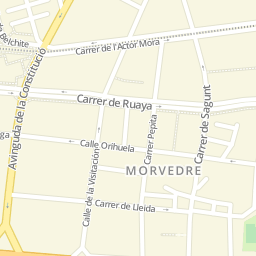 Belchite
Carrer de l'Actor Mora
Avinguda de la Constitució
Carrer de Ruaya
Carrer de Sagunt
Carrer Pepita
Calle Orihuela
Calle de la Visitación
MORVEDRE
Carrer de Lleida